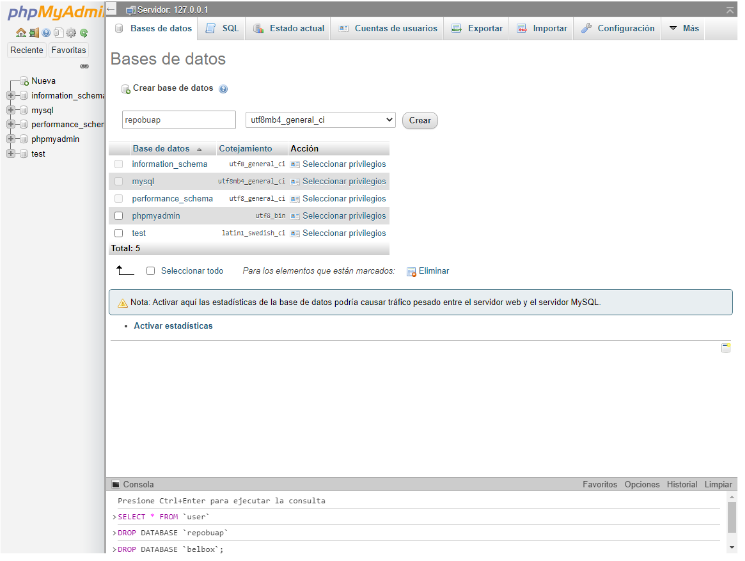 phpMyAdmin
Servidor: 127.0.0.1
Bases de datos SQL Estado actual Cuentas de usuarios Exportar Importar Configuración Más
Reciente Favoritas
Nueva
information_schema
mysql
performance_scher
phpmyadmin
test
Bases de datos
Crear base de datos
repobuap utf8mb4_general_ci Crear
Base de datos Cotejamiento Acción
information_schema utf8_general_ci Seleccionar privilegios
mysql utf8mb4_general_ci Seleccionar privilegios
performance_schema utf8_general_ci Seleccionar privilegios
phpmyadmin utf8_bin Seleccionar privilegios
test latin1_swedish_ci Seleccionar privilegios
Total: 5
Seleccionar todo Para los elementos que están marcados: Eliminar
Nota: Activar aquí las estadísticas de la base de datos podría causar tráfico pesado entre el servidor web y el servidor MySQL.
• Activar estadísticas
Consola Favoritos Opciones Historial Limpiar
Presione Ctrl+Enter para ejecutar la consulta
>SELECT * FROM `user`
>DROP DATABASE `repobuap`
>DROP DATABASE `belbox`;